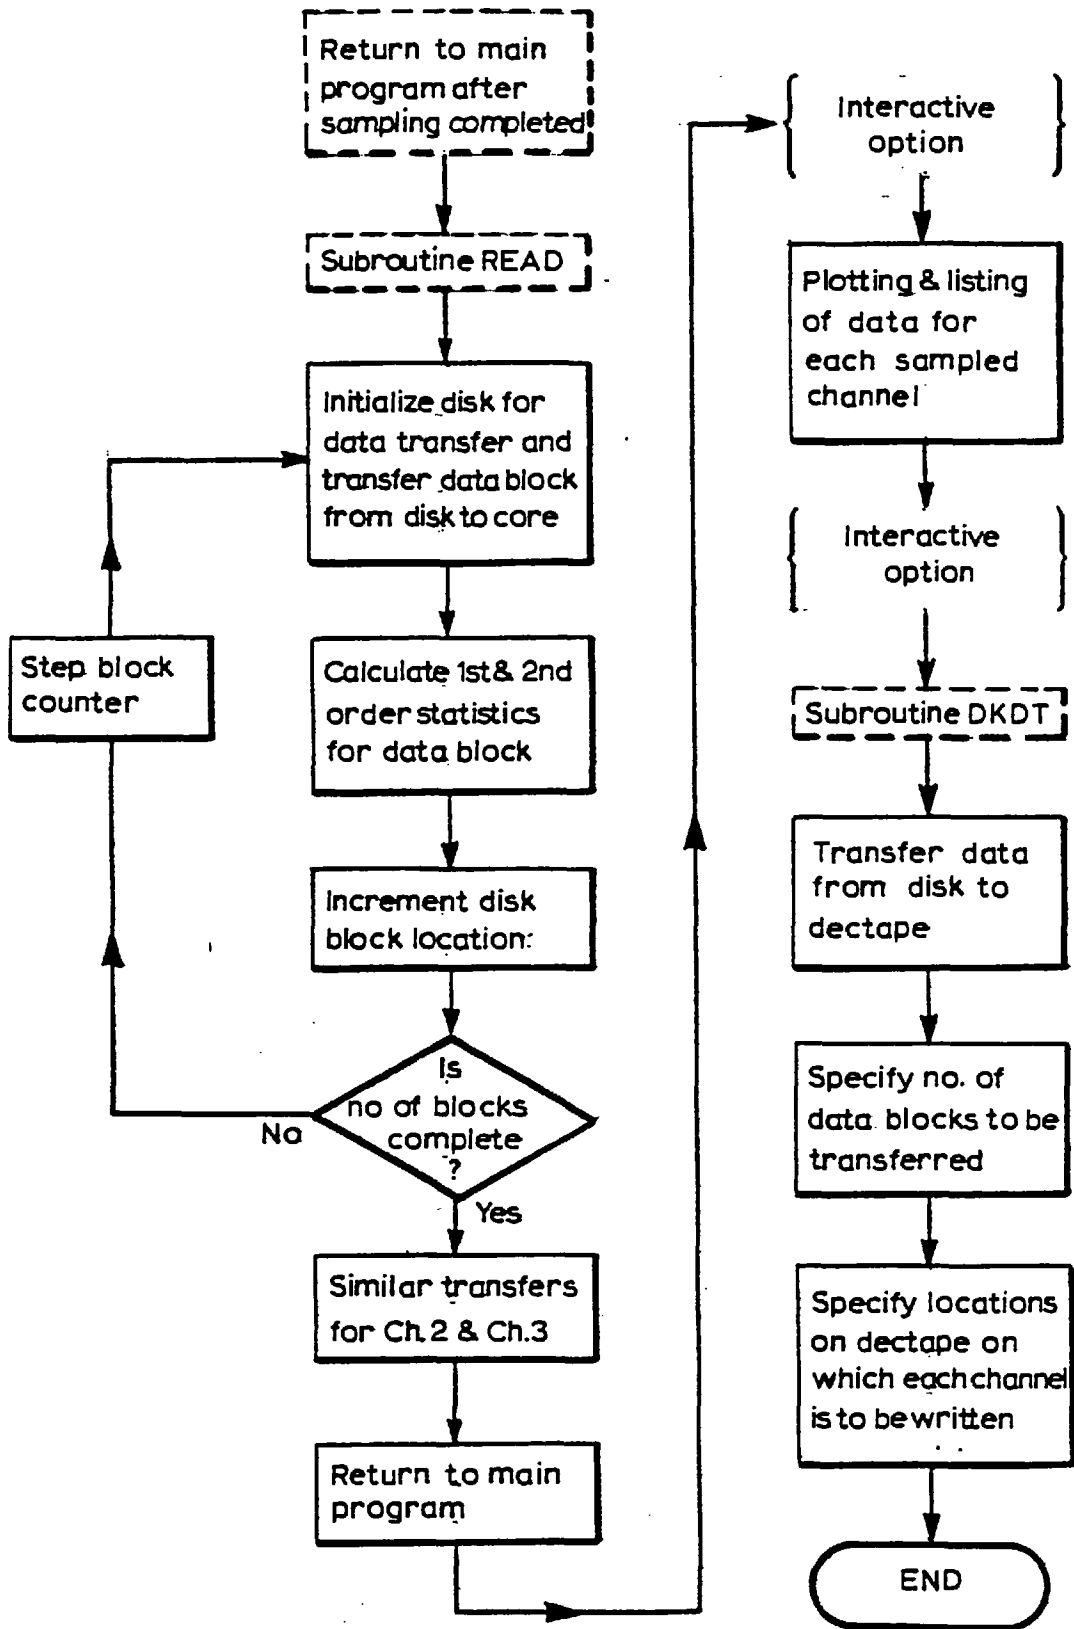 Return to main
program after
sampling completed
Subroutine READ
Initialize disk for
data transfer and
transfer data block
from disk to core
Step block
counter
Calculate 1st & 2nd
order statistics
for data block
Increment disk
block location:
Is
no of blocks
complete
?
No
Yes
Similar transfers
for Ch.2 & Ch.3
Return to main
program
Interactive
option
Plotting & listing
of data for
each sampled
channel
Interactive
option
Subroutine DKDT
Transfer data
from disk to
dectape
Specify no. of
data blocks to be
transferred
Specify locations
on dectape on
which each channel
is to be written
END